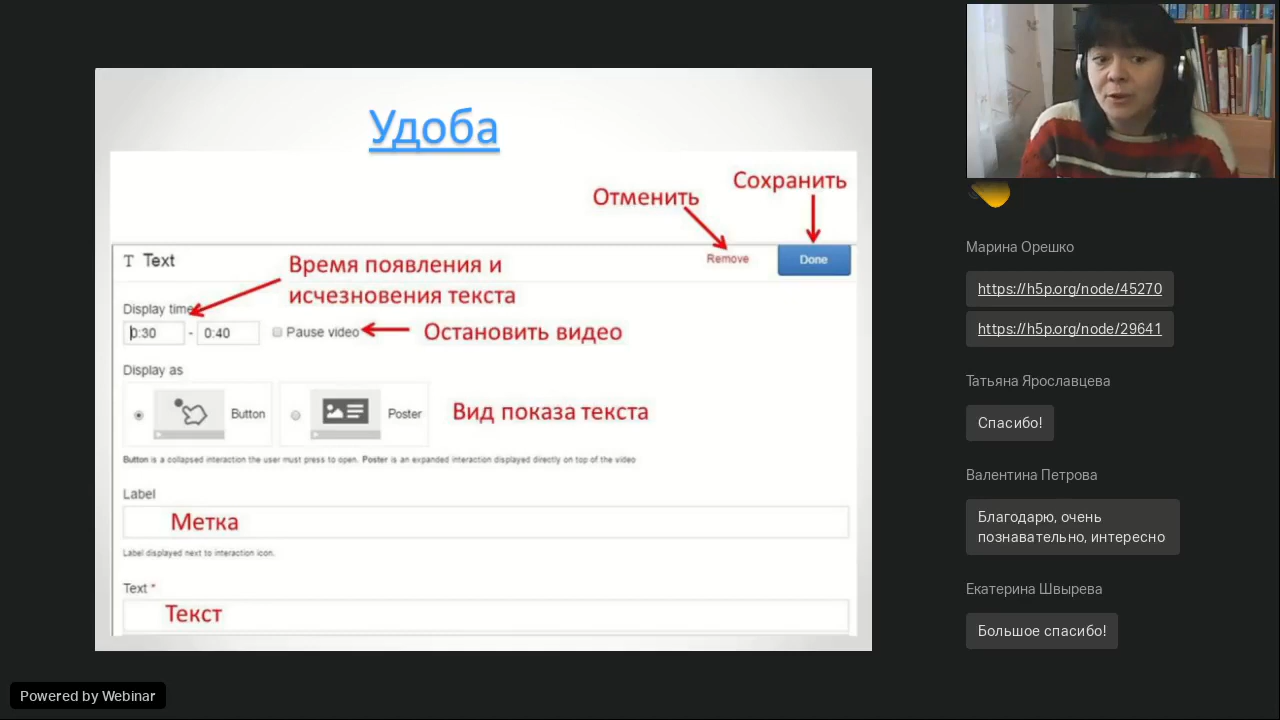 Удоба
Отменить
Сохранить
T Text
Remove
Done
Время появления и
исчезновения текста
Display time
0:30 - 0:40
Pause video
Остановить видео
Display as
Button
Poster
Вид показа текста
Button is a collapsed interaction the user must press to open. Poster is an expanded interaction displayed directly on top of the video
Label
Метка
Label displayed next to interaction icon.
Text *
Текст
Марина Орешко
https://h5p.org/node/45270
https://h5p.org/node/29641
Татьяна Ярославцева
Спасибо!
Валентина Петрова
Благодарю, очень
познавательно, интересно
Екатерина Швырева
Большое спасибо!
Powered by Webinar